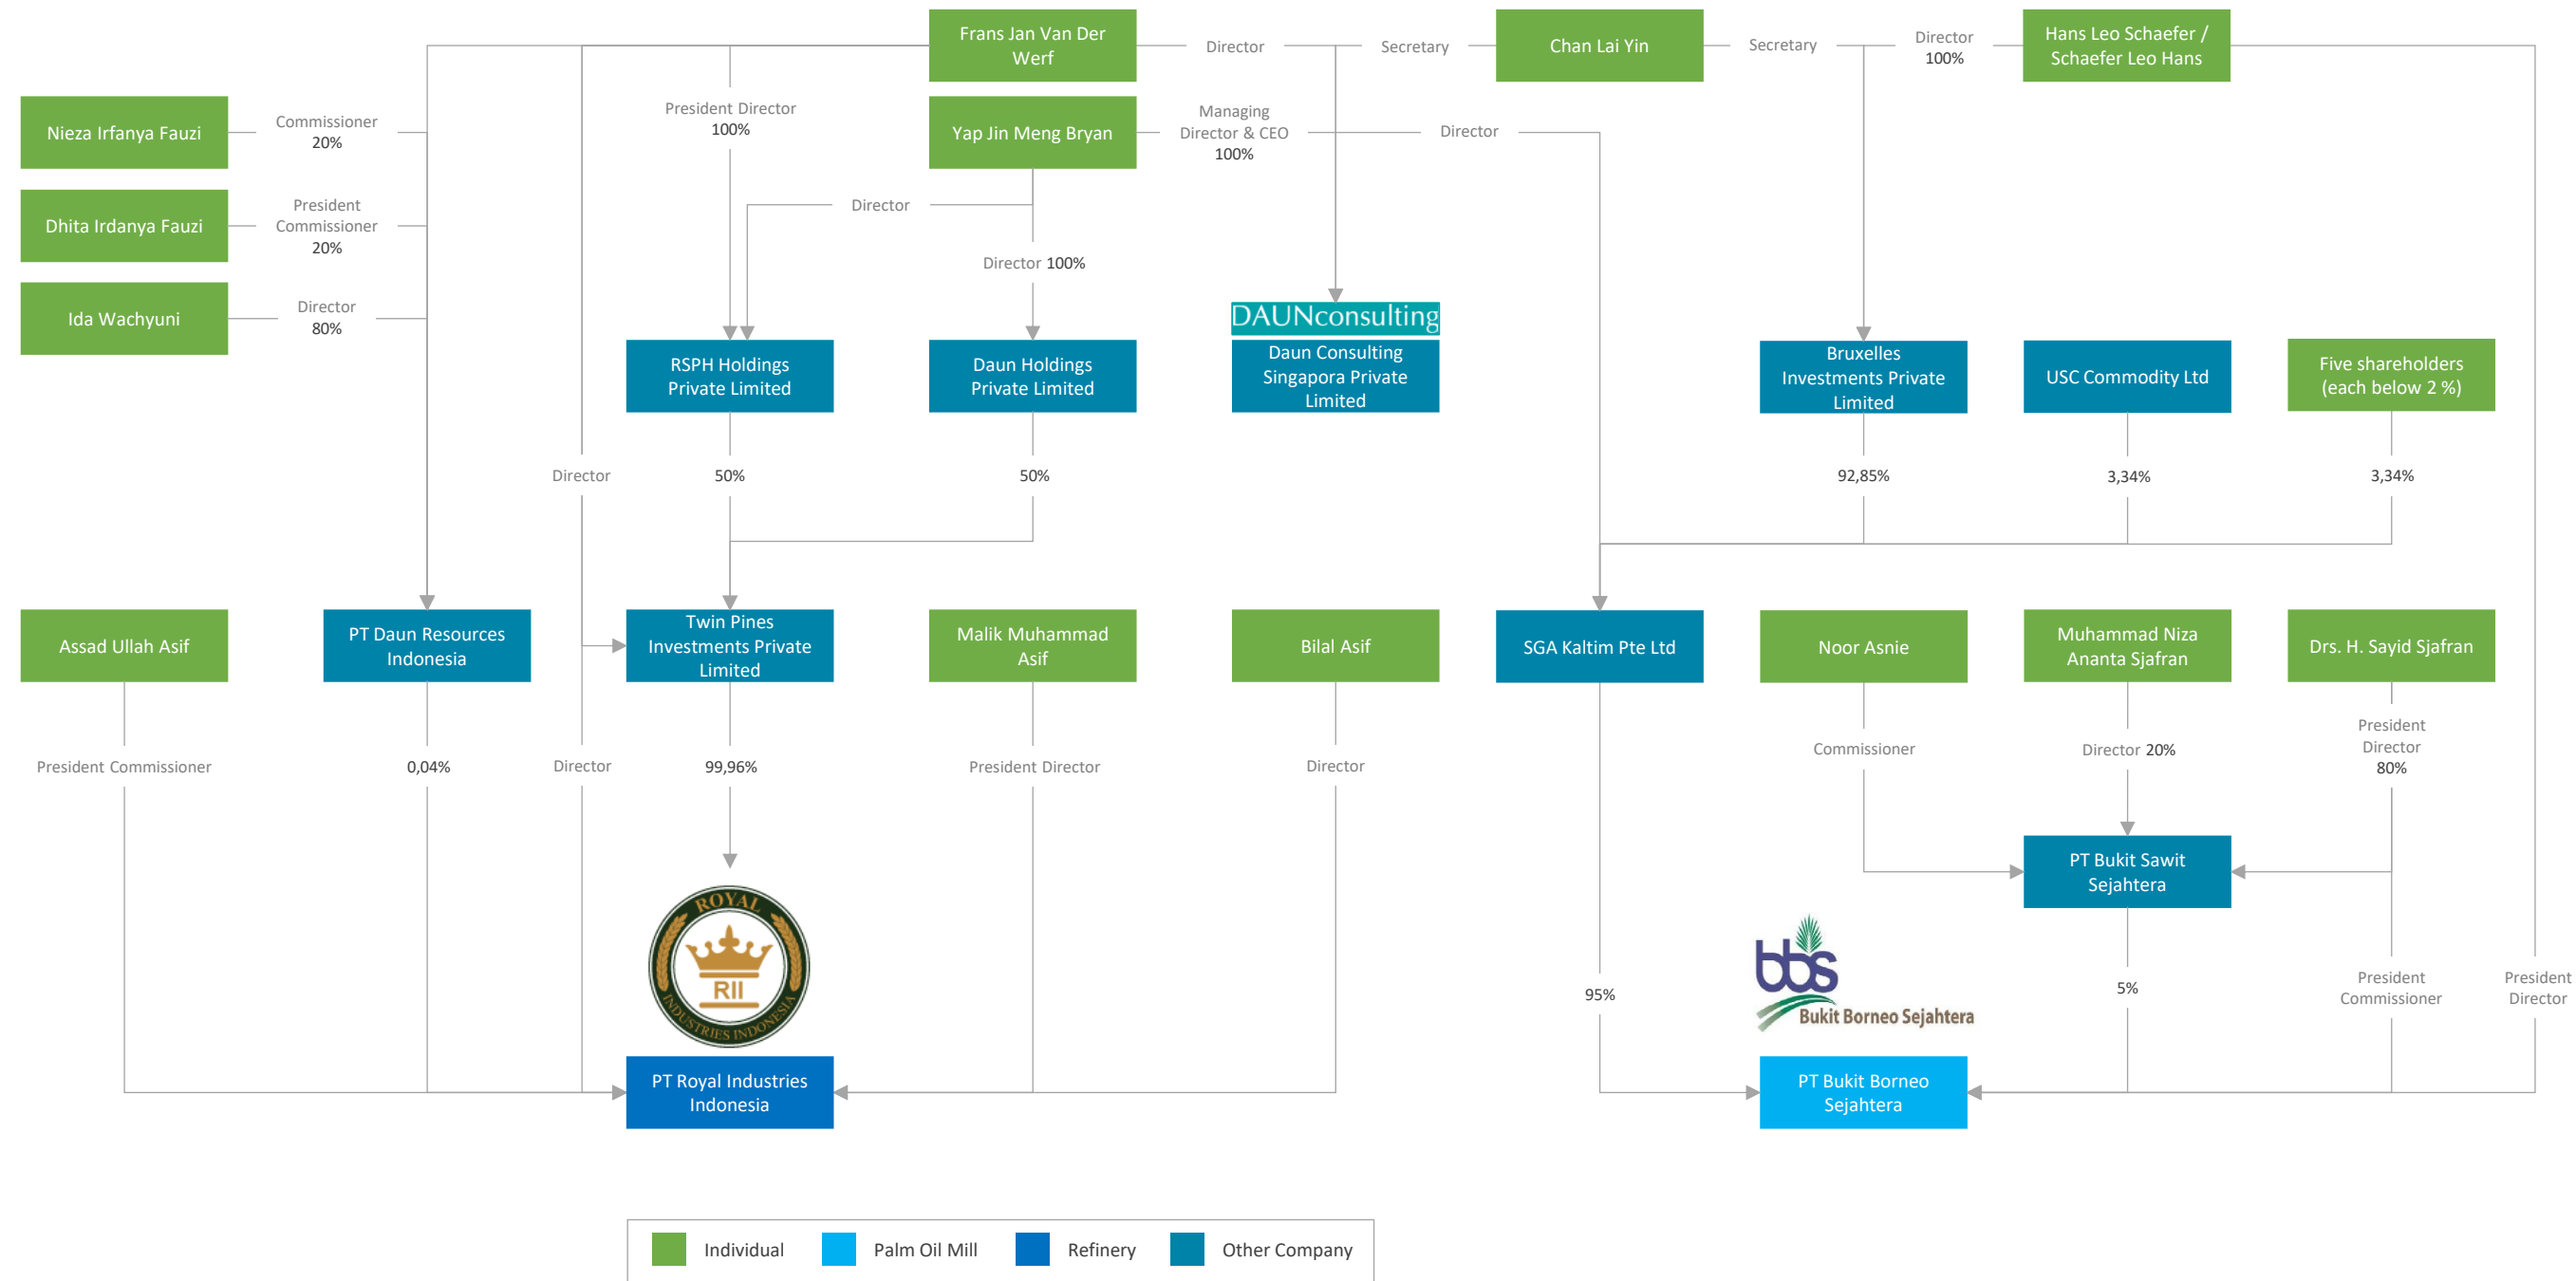 Frans Jan Van Der
Werf
Director
Secretary
Chan Lai Yin
Secretary
Director
100%
Hans Leo Schaefer /
Schaefer Leo Hans
Nieza Irfanya Fauzi
Commissioner
20%
President Director
100%
Yap Jin Meng Bryan
Managing
Director & CEO
100%
Director
Dhita Irdanya Fauzi
President
Commissioner
20%
Director
Director 100%
Ida Wachyuni
Director
80%
DAUNconsulting
RSPH Holdings
Private Limited
Daun Holdings
Private Limited
Daun Consulting
Singapora Private
Limited
Bruxelles
Investments Private
Limited
USC Commodity Ltd
Five shareholders
(each below 2 %)
Director
50%
50%
92,85%
3,34%
3,34%
Assad Ullah Asif
PT Daun Resources
Indonesia
Twin Pines
Investments Private
Limited
Malik Muhammad
Asif
Bilal Asif
SGA Kaltim Pte Ltd
Noor Asnie
Muhammad Niza
Ananta Sjafran
Drs. H. Sayid Sjafran
President Commissioner
0,04%
Director
99,96%
President Director
Director
Commissioner
Director 20%
President
Director
80%
PT Bukit Sawit
Sejahtera
ROYAL
RII
INDUSTRIES INDONESIA
95%
bbs
Bukit Borneo Sejahtera
5%
President
Commissioner
President
Director
PT Royal Industries
Indonesia
PT Bukit Borneo
Sejahtera
Individual
Palm Oil Mill
Refinery
Other Company